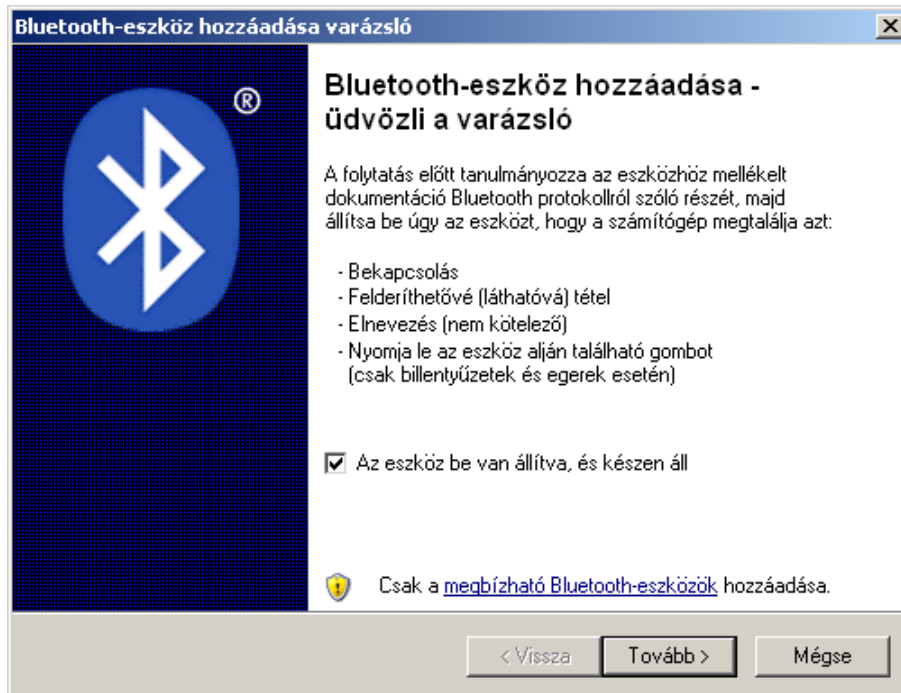 Bluetooth-eszköz hozzáadása varázsló
®
Bluetooth-eszköz hozzáadása -
üdvözli a varázsló
A folytatás előtt tanulmányozza az eszközhöz mellékelt
dokumentáció Bluetooth protokollról szóló részét, majd
állítsa be úgy az eszközt, hogy a számítógép megtalálja azt:
- Bekapcsolás
- Felderíthetővé (láthatóvá) tétel
- Elnevezés (nem kötelező)
- Nyomja le az eszköz alján található gombot
(csak billentyűzetek és egerek esetén)
Az eszköz be van állítva, és készen áll
Csak a megbízható Bluetooth-eszközök hozzáadása.
< Vissza
Tovább >
Mégse